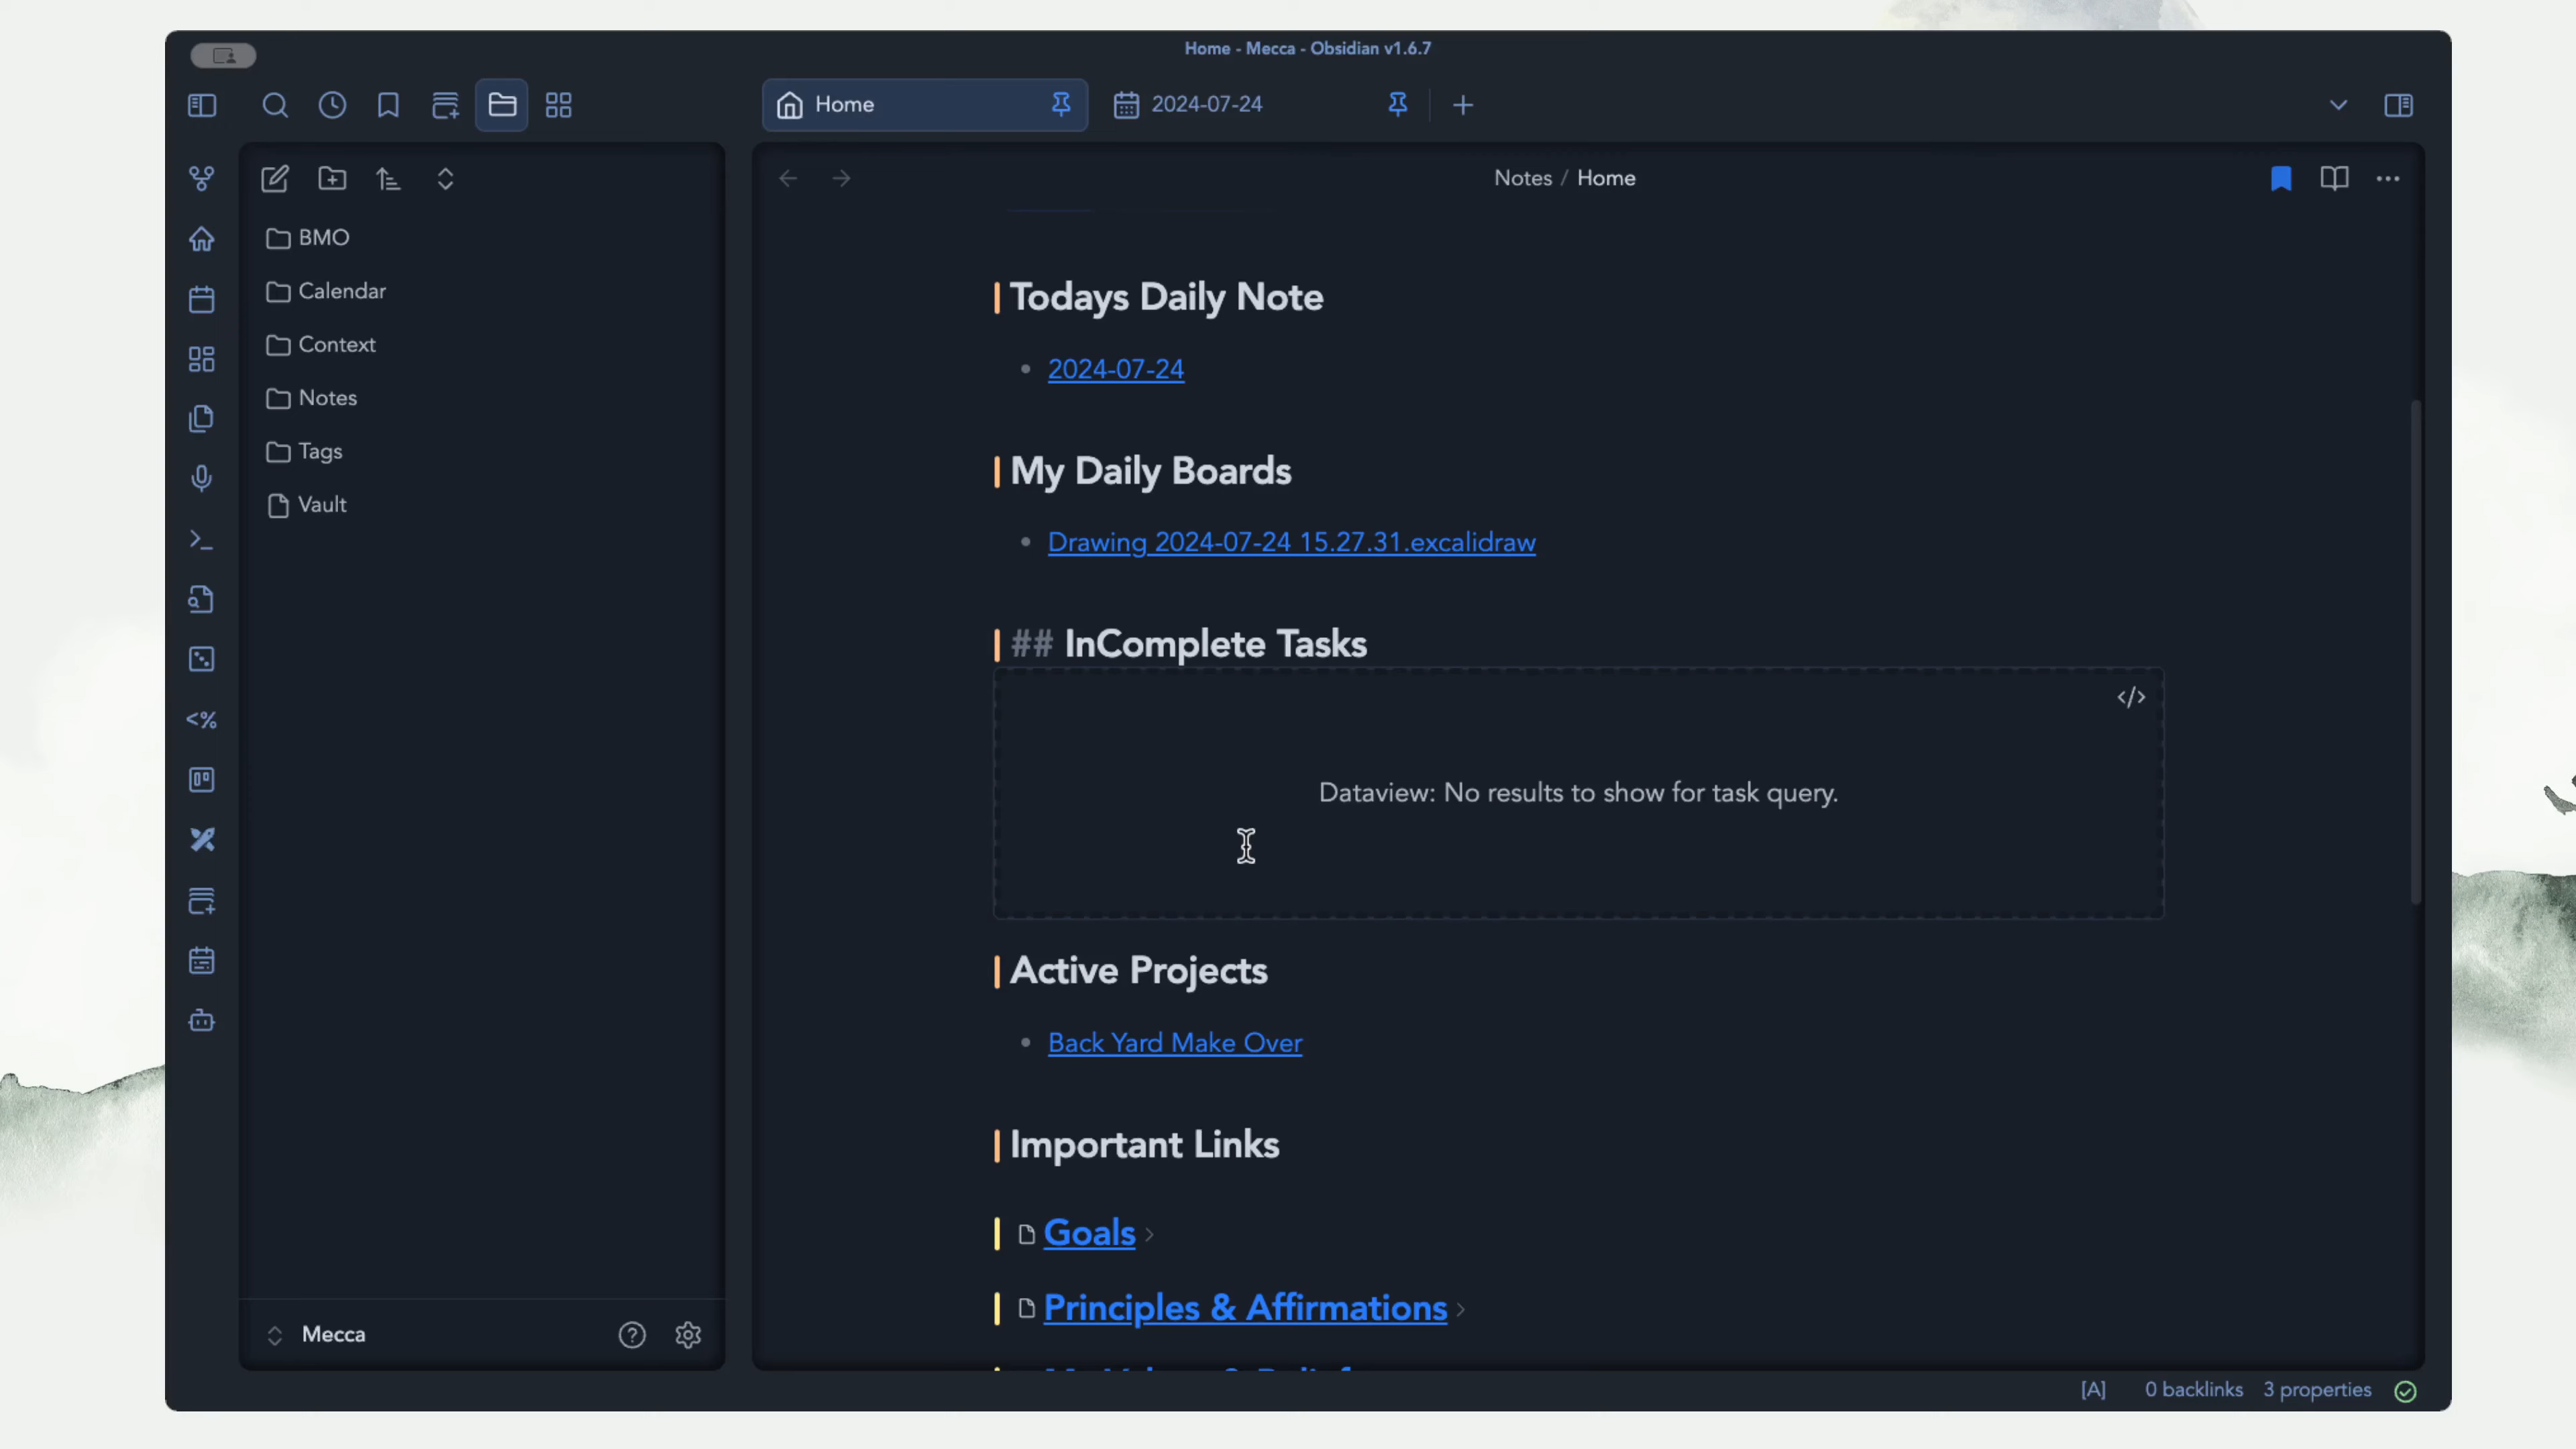 Home - Mecca - Obsidian v1.6.7
Home
2024-07-24
Notes / Home
BMO
Calendar
Context
Notes
Tags
Vault
Mecca
Todays Daily Note
2024-07-24
My Daily Boards
Drawing 2024-07-24 15.27.31.excalidraw
## InComplete Tasks
</>
Dataview: No results to show for task query.
Active Projects
Back Yard Make Over
Important Links
Goals
Principles & Affirmations
[A]
0 backlinks
3 properties